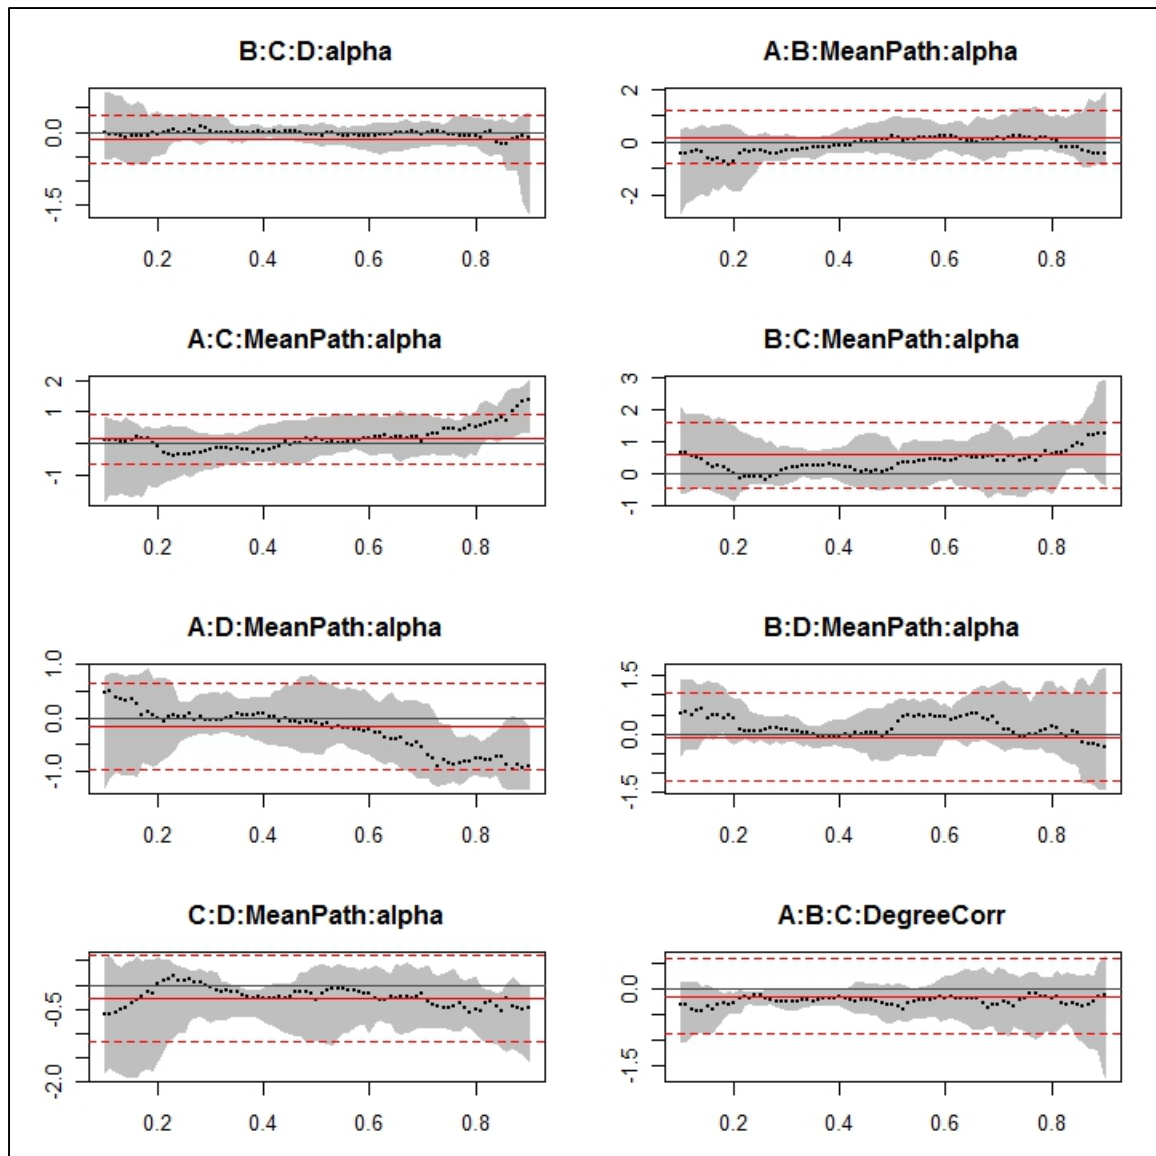 B:C:D:alpha
0.0
-1.5
0.2 0.4 0.6 0.8
A:B:MeanPath:alpha
2
0
-2
0.2 0.4 0.6 0.8
A:C:MeanPath:alpha
2
1
-1
0.2 0.4 0.6 0.8
B:C:MeanPath:alpha
3
2
1
0
-1
0.2 0.4 0.6 0.8
A:D:MeanPath:alpha
1.0
0.0
-1.0
0.2 0.4 0.6 0.8
B:D:MeanPath:alpha
1.5
0.0
-1.5
0.2 0.4 0.6 0.8
C:D:MeanPath:alpha
-0.5
-2.0
0.2 0.4 0.6 0.8
A:B:C:DegreeCorr
0.0
-1.5
0.2 0.4 0.6 0.8